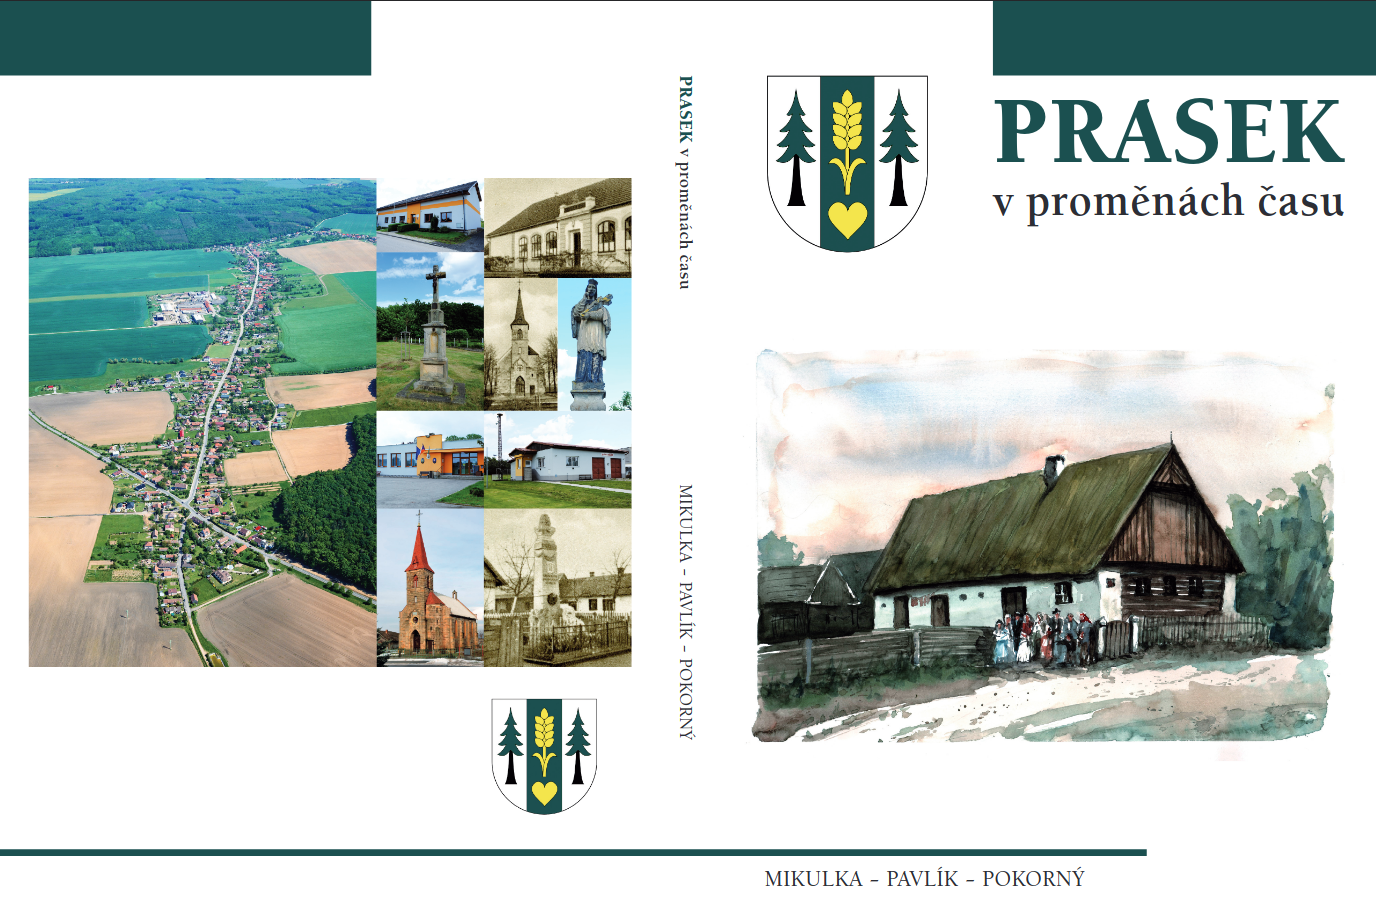 PRASEK v proměnách času
MIKULKA – PAVLÍK – POKORNÝ
PRASEK
v proměnách času
MIKULKA – PAVLÍK – POKORNÝ